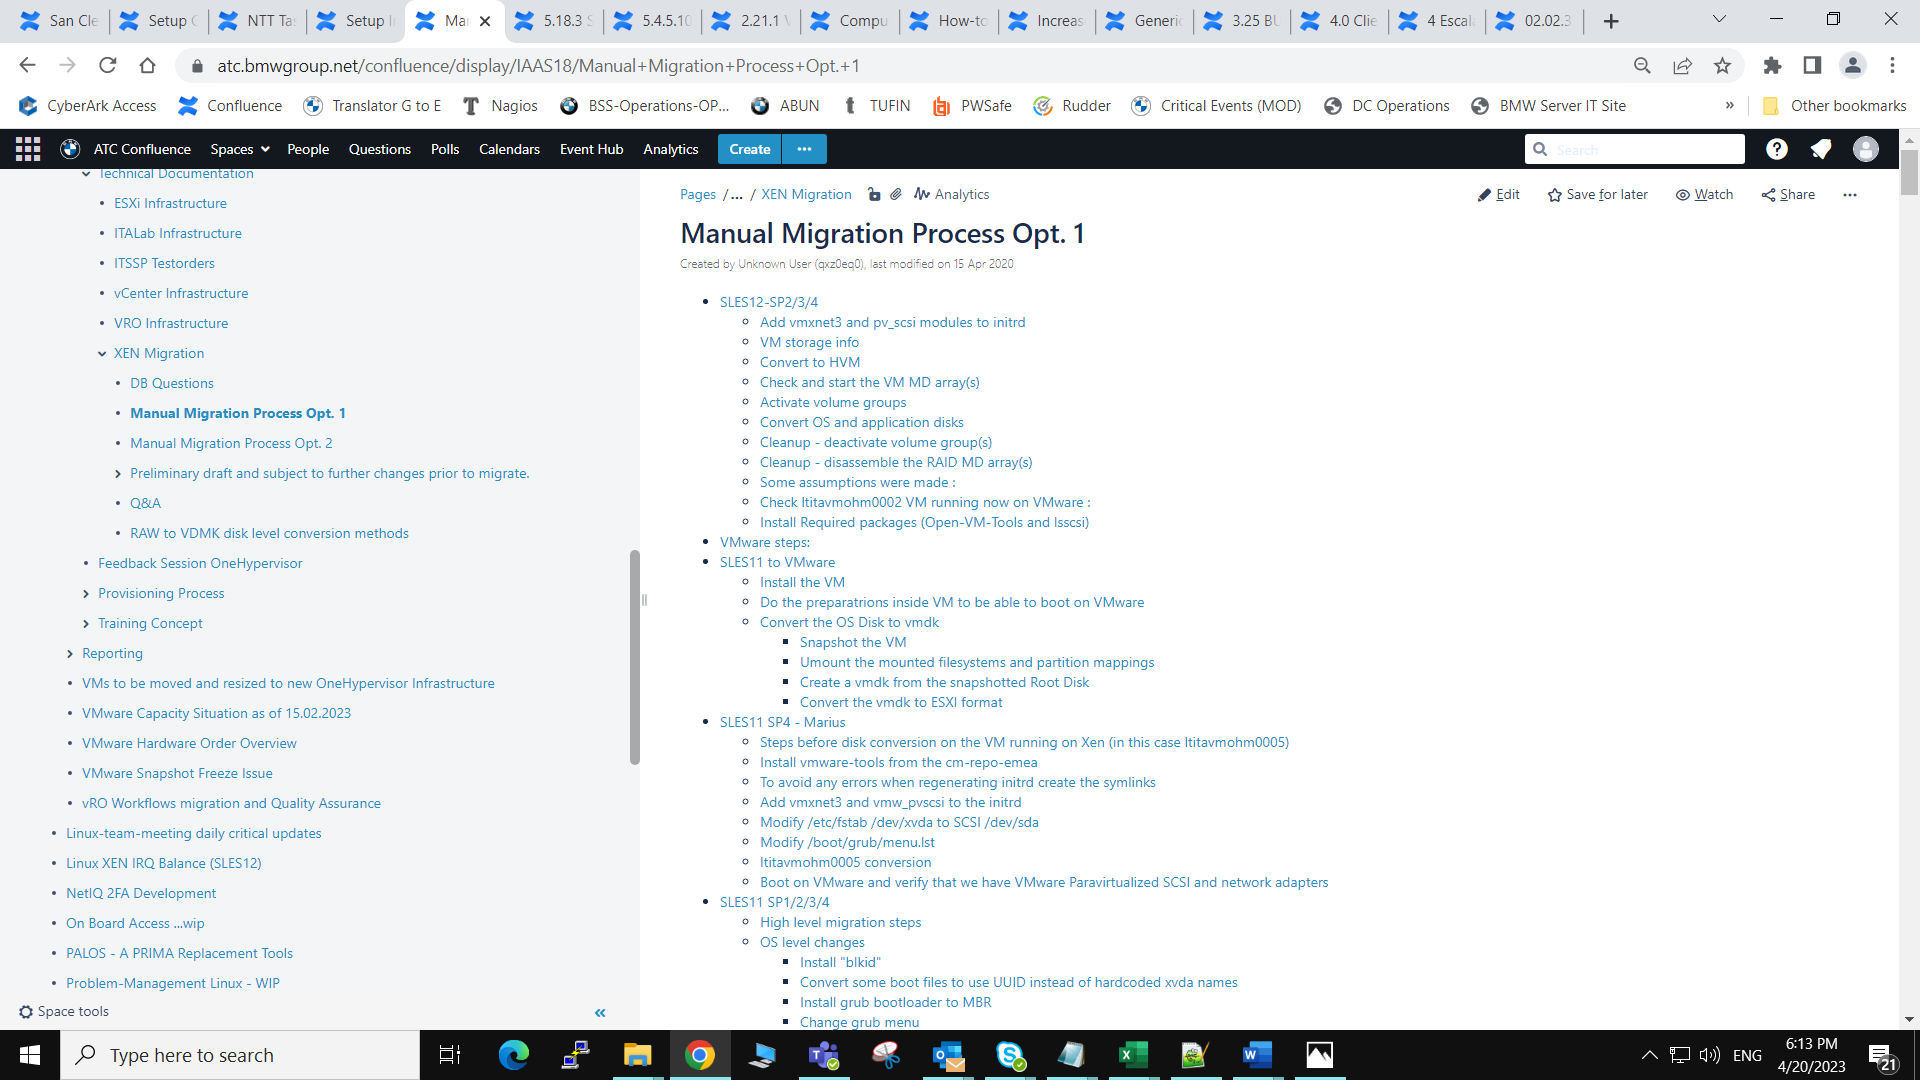 San Cle
Setup C
NTT Tas
Setup In
Man
5.18.3 S
5.4.5.10
2.21.1 V
Compu
How-to
Increas
Generic
3.25 BU
4.0 Clie
4 Escal
02.02.3
atc.bmwgroup.net/confluence/display/IAAS18/Manual+Migration+Process+Opt.+1
CyberArk Access
Confluence
Translator G to E
Nagios
BSS-Operations-OP...
ABUN
TUFIN
PWSafe
Rudder
Critical Events (MOD)
DC Operations
BMW Server IT Site
»
Other bookmarks
ATC Confluence
Spaces
People
Questions
Polls
Calendars
Event Hub
Analytics
Create
Search
Technical Documentation
ESXi Infrastructure
ITALab Infrastructure
ITSSP Testorders
vCenter Infrastructure
VRO Infrastructure
XEN Migration
DB Questions
Manual Migration Process Opt. 1
Manual Migration Process Opt. 2
Preliminary draft and subject to further changes prior to migrate.
Q&A
RAW to VDMK disk level conversion methods
Feedback Session OneHypervisor
Provisioning Process
Training Concept
Reporting
VMs to be moved and resized to new OneHypervisor Infrastructure
VMware Capacity Situation as of 15.02.2023
VMware Hardware Order Overview
VMware Snapshot Freeze Issue
vRO Workflows migration and Quality Assurance
Linux-team-meeting daily critical updates
Linux XEN IRQ Balance (SLES12)
NetIQ 2FA Development
On Board Access ...wip
PALOS - A PRIMA Replacement Tools
Problem-Management Linux - WIP
Space tools
Pages / ... / XEN Migration
Analytics
Edit
Save for later
Watch
Share
Manual Migration Process Opt. 1
Created by Unknown User (qxz0eq0), last modified on 15 Apr 2020
SLES12-SP2/3/4
Add vmxnet3 and pv_scsi modules to initrd
VM storage info
Convert to HVM
Check and start the VM MD array(s)
Activate volume groups
Convert OS and application disks
Cleanup - deactivate volume group(s)
Cleanup - disassemble the RAID MD array(s)
Some assumptions were made :
Check ltitavmohm0002 VM running now on VMware :
Install Required packages (Open-VM-Tools and lsscsi)
VMware steps:
SLES11 to VMware
Install the VM
Do the preparatrions inside VM to be able to boot on VMware
Convert the OS Disk to vmdk
Snapshot the VM
Umount the mounted filesystems and partition mappings
Create a vmdk from the snapshotted Root Disk
Convert the vmdk to ESXI format
SLES11 SP4 - Marius
Steps before disk conversion on the VM running on Xen (in this case ltitavmohm0005)
Install vmware-tools from the cm-repo-emea
To avoid any errors when regenerating initrd create the symlinks
Add vmxnet3 and vmw_pvscsi to the initrd
Modify /etc/fstab /dev/xvda to SCSI /dev/sda
Modify /boot/grub/menu.lst
ltitavmohm0005 conversion
Boot on VMware and verify that we have VMware Paravirtualized SCSI and network adapters
SLES11 SP1/2/3/4
High level migration steps
OS level changes
Install "blkid"
Convert some boot files to use UUID instead of hardcoded xvda names
Install grub bootloader to MBR
Change grub menu
Type here to search
ENG
6:13 PM
4/20/2023
21